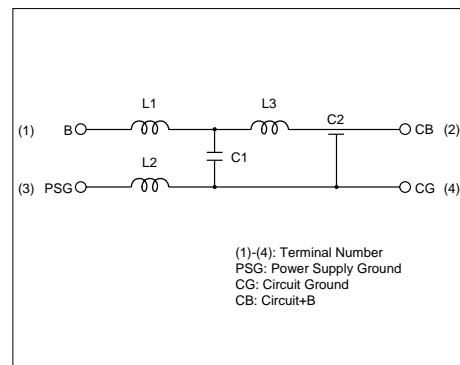 L1 L3 C2
(1) B CB (2)
L2 C1
(3) PSG CG (4)
(1)-(4): Terminal Number
PSG: Power Supply Ground
CG: Circuit Ground
CB: Circuit+B